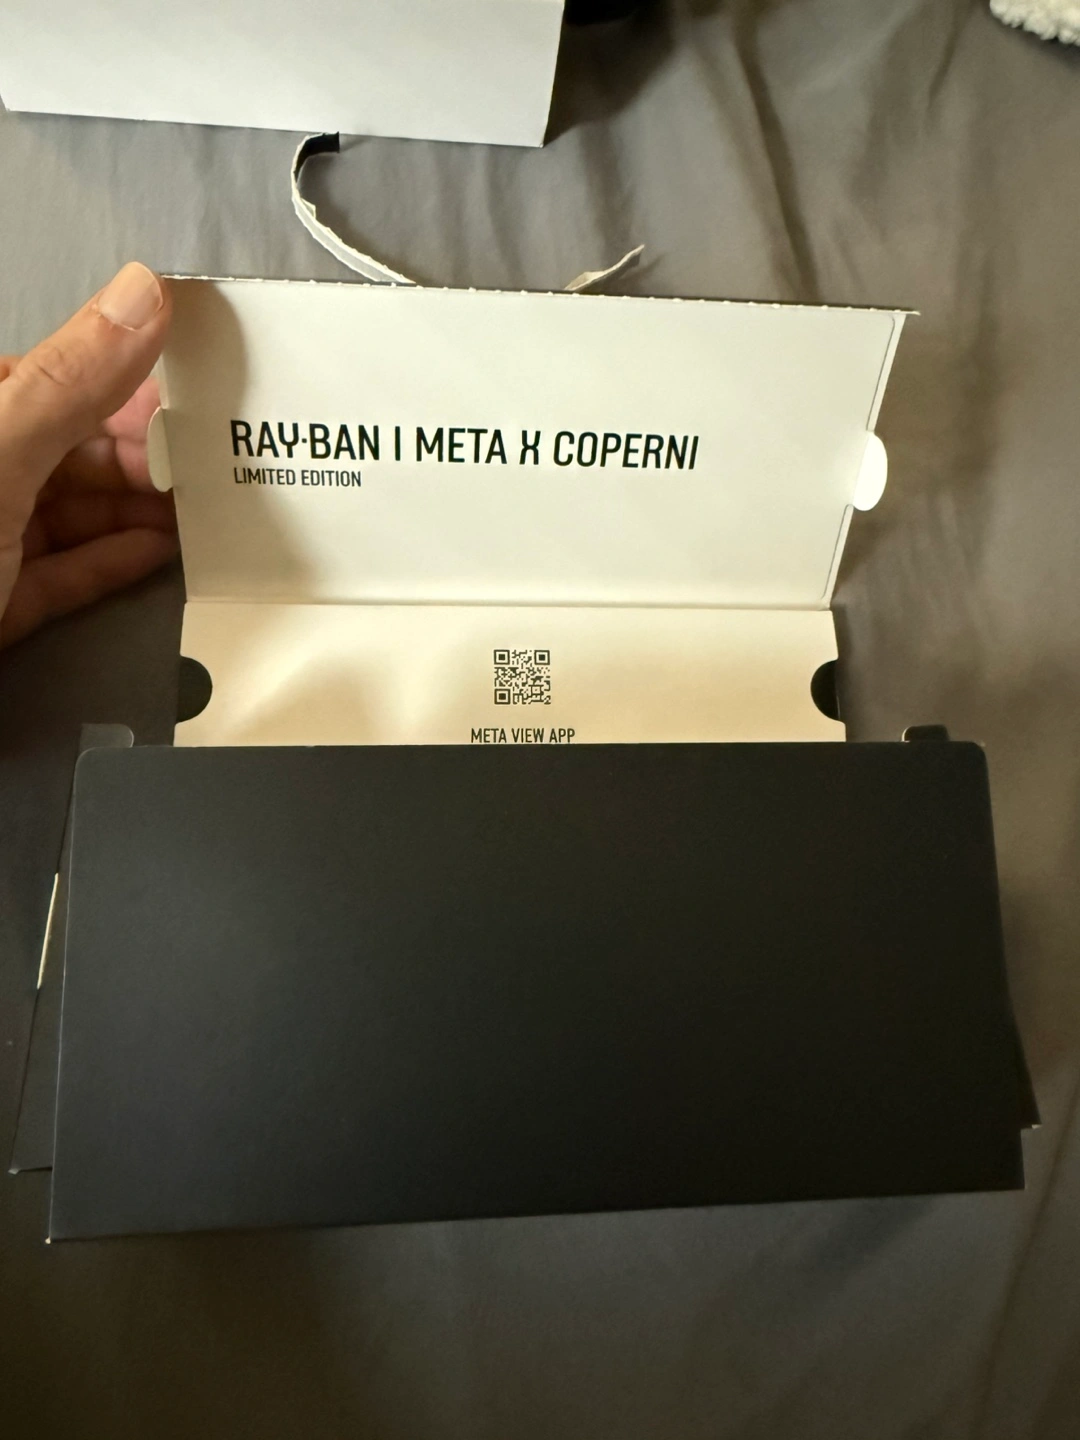 RAY·BAN | META X COPERNI
LIMITED EDITION
META VIEW APP